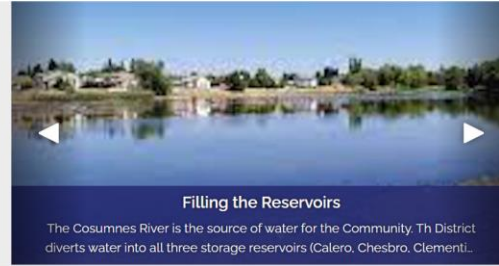 Filling the Reservoirs
The Cosumnes River is the source of water for the Community. Th District
diverts water into all three storage reservoirs (Calero, Chesbro, Clementi...